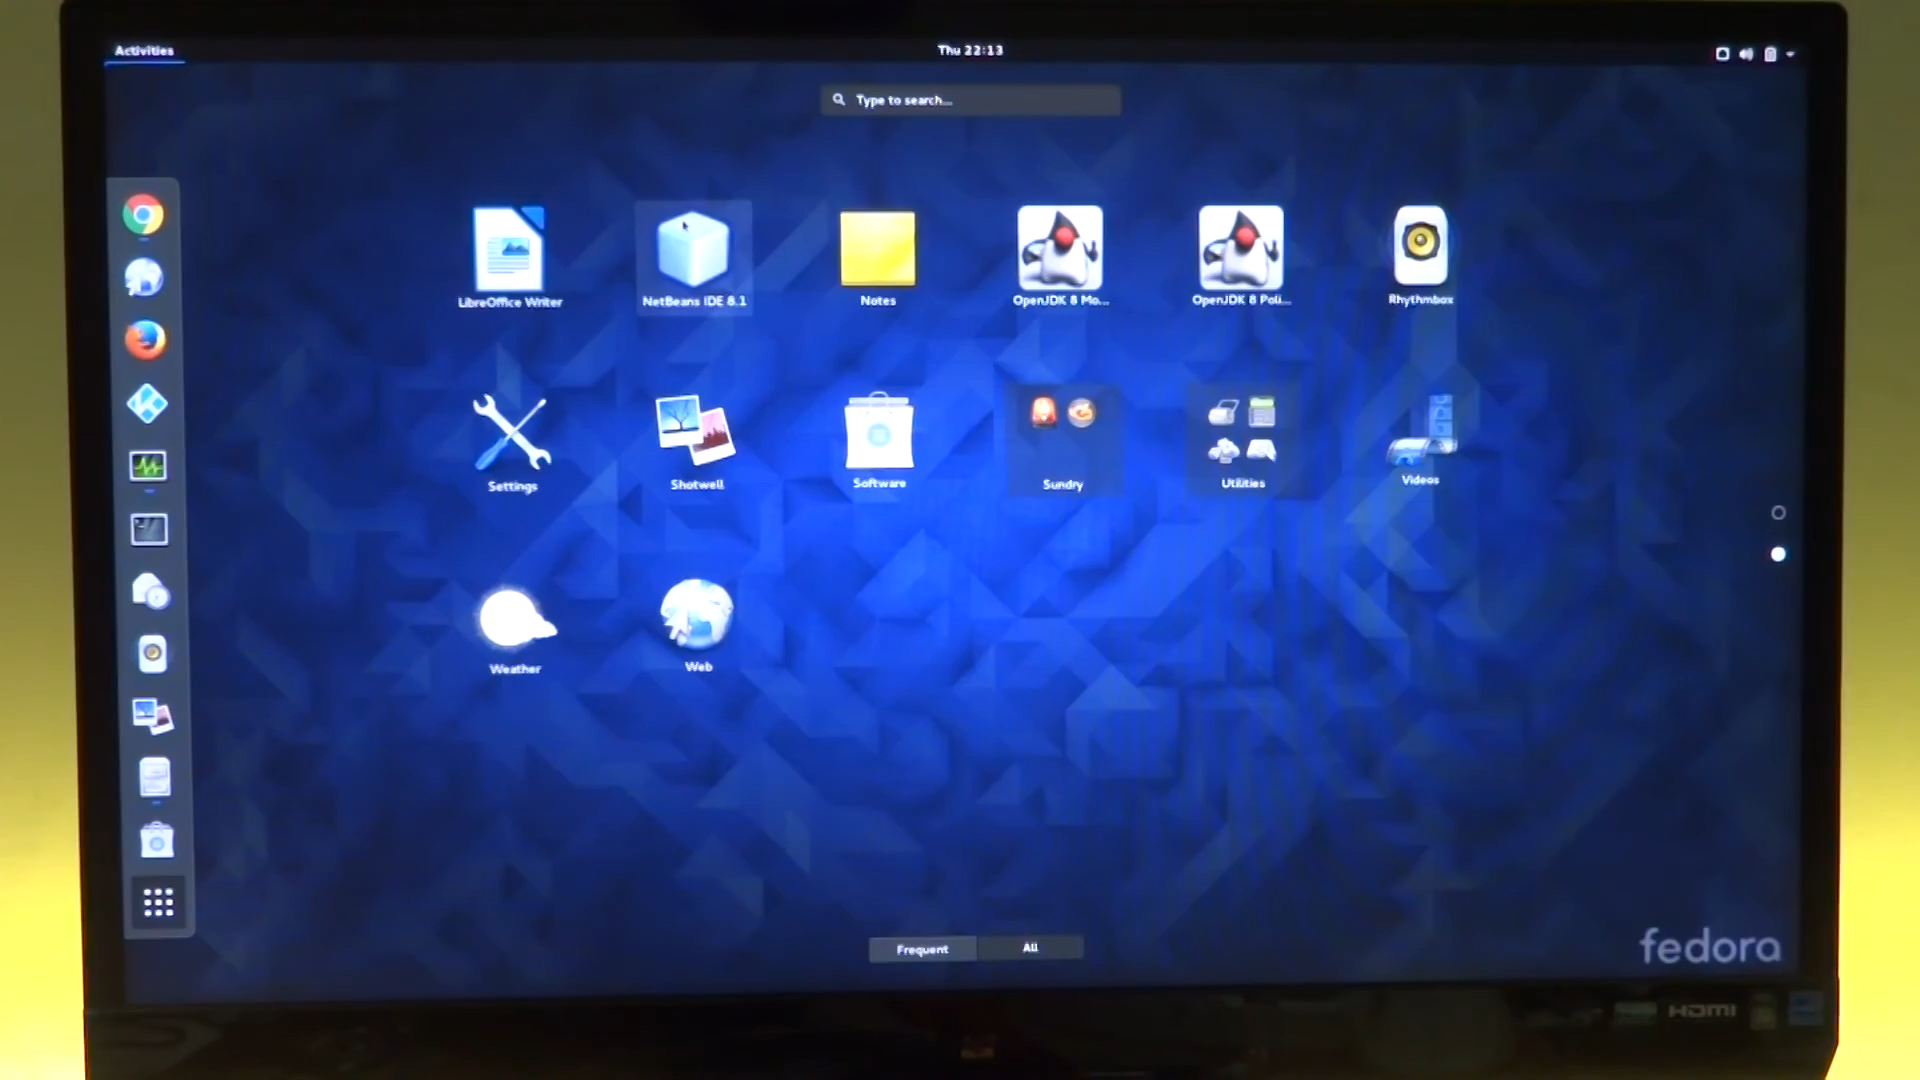 Activities
Thu 22:13
Type to search...
LibreOffice Writer
NetBeans IDE 8.1
Notes
OpenJDK 8 Mo...
OpenJDK 8 Poli...
Rhythmbox
Settings
Shotwell
Software
Sundry
Utilities
Videos
Weather
Web
Frequent
All
fedora
HDMI